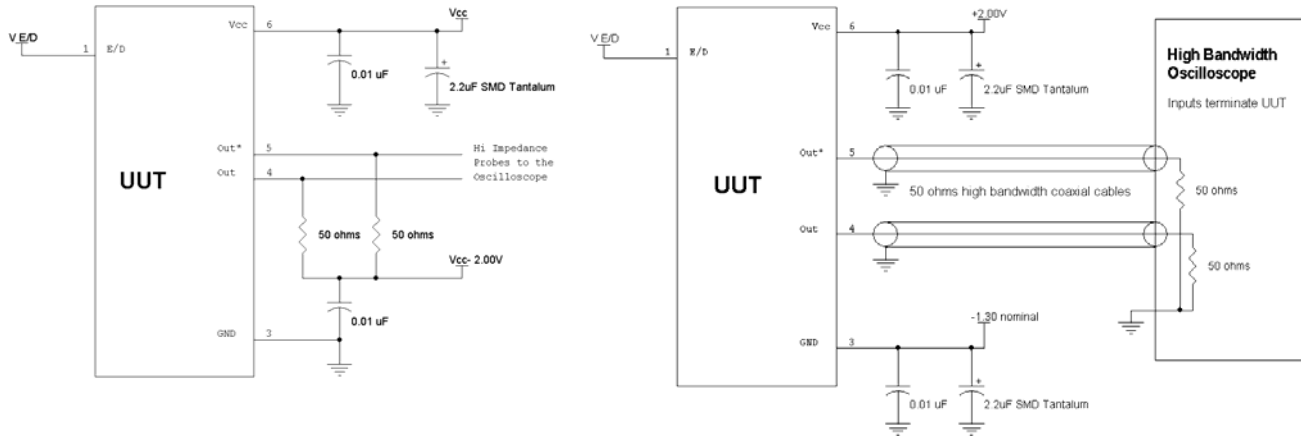 Vcc
Vcc
6
V E/D
1
E/D
0.01 uF
+
2.2uF SMD Tantalum
Out*
5
Hi Impedance
Probes to the
Oscilloscope
Out
4
UUT
50 ohms
50 ohms
Vcc- 2.00V
0.01 uF
GND
3
+2.00V
Vcc
6
V E/D
1
E/D
0.01 uF
+
2.2uF SMD Tantalum
High Bandwidth
Oscilloscope
Inputs terminate UUT
Out*
5
UUT
50 ohms high bandwidth coaxial cables
50 ohms
Out
4
50 ohms
-1.30 nominal
GND
3
+
0.01 uF
2.2uF SMD Tantalum